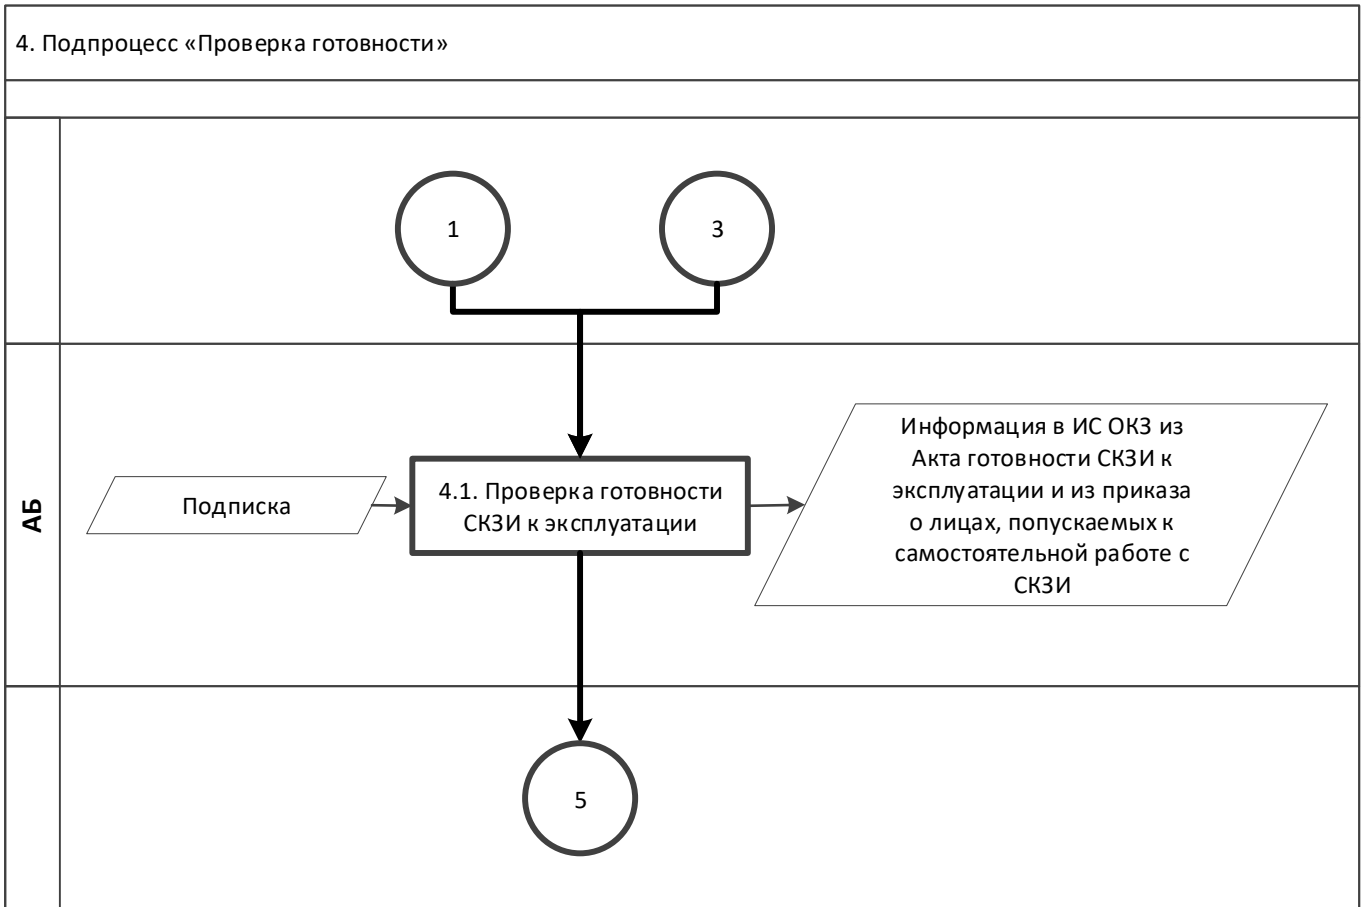 4. Подпроцесс «Проверка готовности»
1
3
АБ
Подписка
4.1. Проверка готовности
СКЗИ к эксплуатации
Информация в ИС ОКЗ из
Акта готовности СКЗИ к
эксплуатации и из приказа
о лицах, попускаемых к
самостоятельной работе с
СКЗИ
5